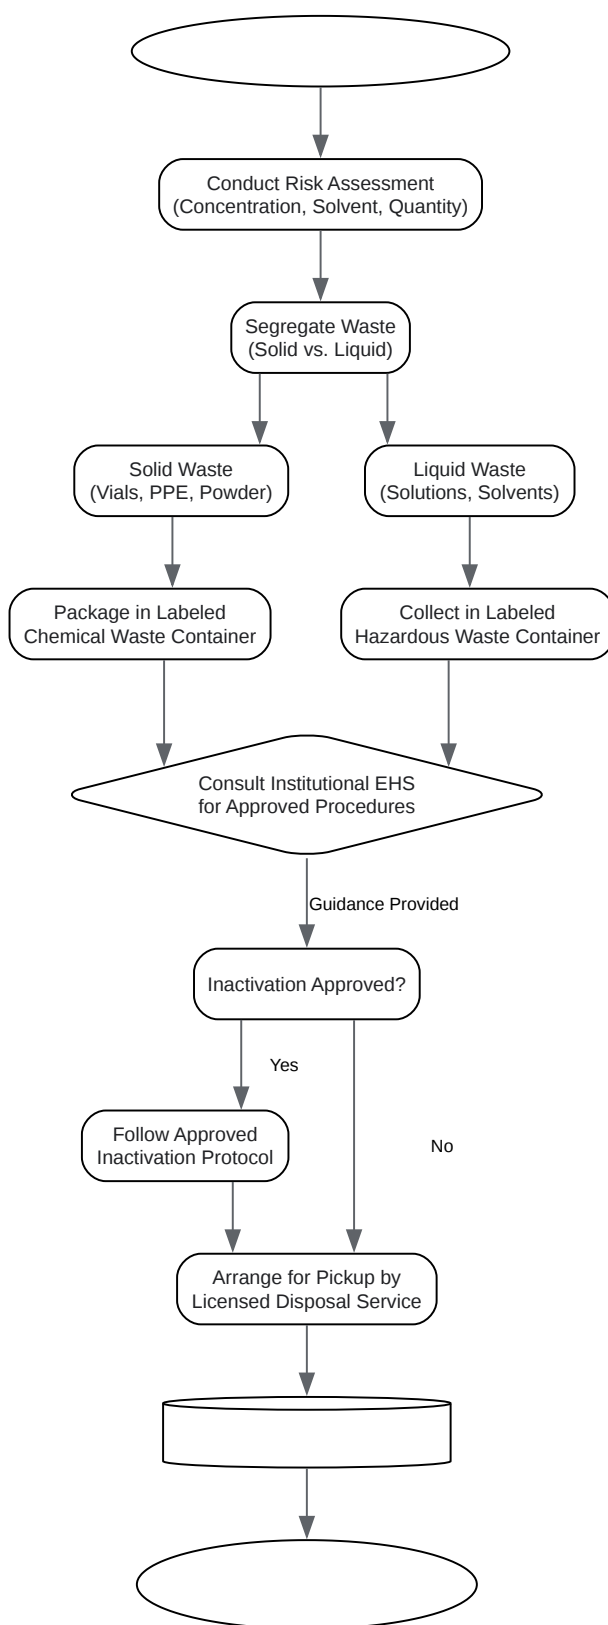 Conduct Risk Assessment
(Concentration, Solvent, Quantity)
Segregate Waste
(Solid vs. Liquid)
Solid Waste
(Vials, PPE, Powder)
Liquid Waste
(Solutions, Solvents)
Package in Labeled
Chemical Waste Container
Collect in Labeled
Hazardous Waste Container
Consult Institutional EHS
for Approved Procedures
Guidance Provided
Inactivation Approved?
Yes
Follow Approved
Inactivation Protocol
No
Arrange for Pickup by
Licensed Disposal Service